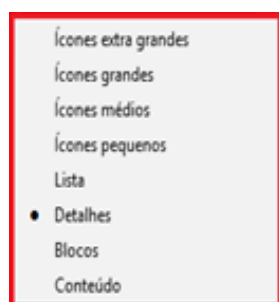 Ícones extra grandes
Ícones grandes
Ícones médios
Ícones pequenos
Lista
Detalhes
Blocos
Conteúdo